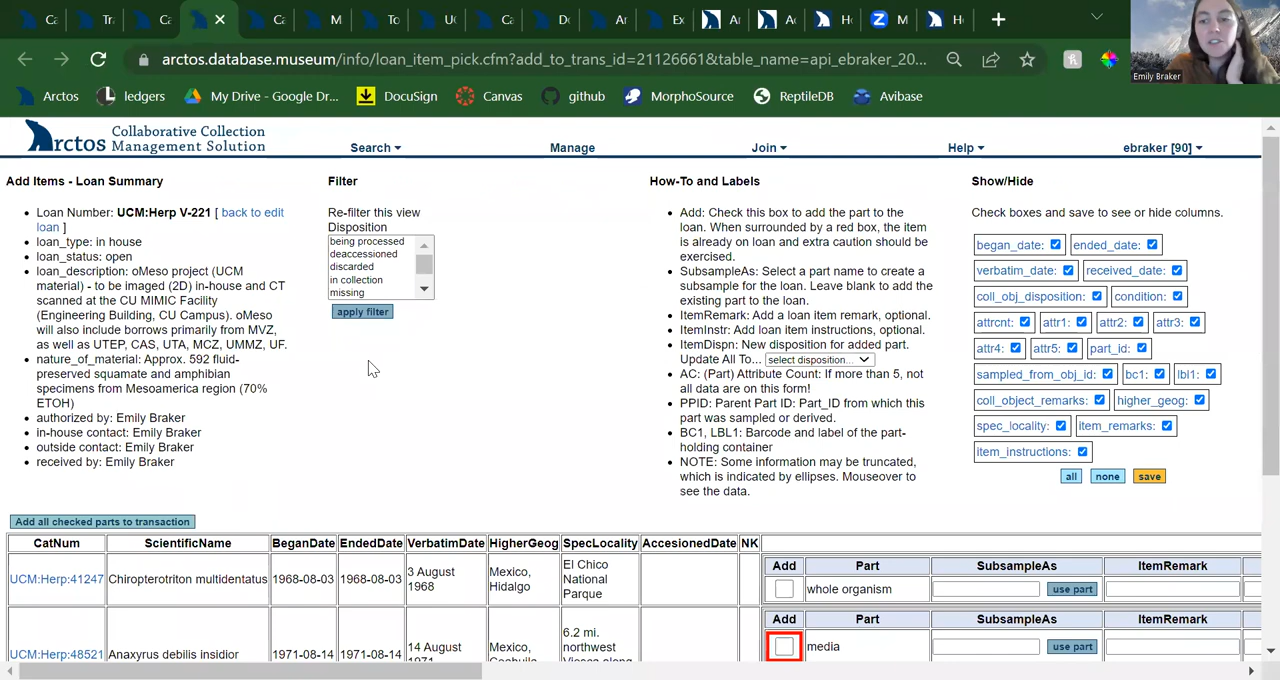 Ca
Tra
Ca
Ca
M
To
U
Ca
D
Ar
Ex
Ar
Ac
H
M
H
arctos.database.museum/info/loan_item_pick.cfm?add_to_trans_id=21126661&table_name=api_ebraker_20...
Emily Braker
Arctos
ledgers
My Drive - Google Dr...
DocuSign
Canvas
github
MorphoSource
ReptileDB
Avibase
Arctos
Collaborative Collection
Management Solution
Search
Manage
Join
Help
ebraker [90]
Add Items - Loan Summary
Loan Number: UCM:Herp V-221 [ back to edit
loan ]
loan_type: in house
loan_status: open
loan_description: oMeso project (UCM
material) - to be imaged (2D) in-house and CT
scanned at the CU MIMIC Facility
(Engineering Building, CU Campus). oMeso
will also include borrows primarily from MVZ,
as well as UTEP, CAS, UTA, MCZ, UMMZ, UF.
nature_of_material: Approx. 592 fluid-
preserved squamate and amphibian
specimens from Mesoamerica region (70%
ETOH)
authorized by: Emily Braker
in-house contact: Emily Braker
outside contact: Emily Braker
received by: Emily Braker
Filter
Re-filter this view
Disposition
being processed
deaccessioned
discarded
in collection
missing
apply filter
How-To and Labels
Add: Check this box to add the part to the
loan. When surrounded by a red box, the item
is already on loan and extra caution should be
exercised.
SubsampleAs: Select a part name to create a
subsample for the loan. Leave blank to add the
existing part to the loan.
ItemRemark: Add a loan item remark, optional.
ItemInstr: Add loan item instructions, optional.
ItemDispn: New disposition for added part.
Update All To... select disposition...
AC: (Part) Attribute Count: If more than 5, not
all data are on this form!
PPID: Parent Part ID: Part_ID from which this
part was sampled or derived.
BC1, LBL1: Barcode and label of the part-
holding container
NOTE: Some information may be truncated,
which is indicated by ellipses. Mouseover to
see the data.
Show/Hide
Check boxes and save to see or hide columns.
began_date: ended_date:
verbatim_date: received_date:
coll_obj_disposition: condition:
attrcnt: attr1: attr2: attr3:
attr4: attr5: part_id:
sampled_from_obj_id: bc1: lbl1:
coll_object_remarks: higher_geog:
spec_locality: item_remarks:
item_instructions:
all none save
Add all checked parts to transaction
CatNum ScientificName BeganDate EndedDate VerbatimDate HigherGeog SpecLocality AccesionedDate NK
Add Part SubsampleAs ItemRemark
UCM:Herp:41247 Chiropterotriton multidentatus 1968-08-03 1968-08-03 3 August
1968
Mexico,
Hidalgo
El Chico
National
Park
whole organism use part
Add Part SubsampleAs ItemRemark
UCM:Herp:48521 Anaxyrus debilis insidior 1971-08-14 1971-08-14 14 August
Mexico,
6.2 mi.
northwest
media use part